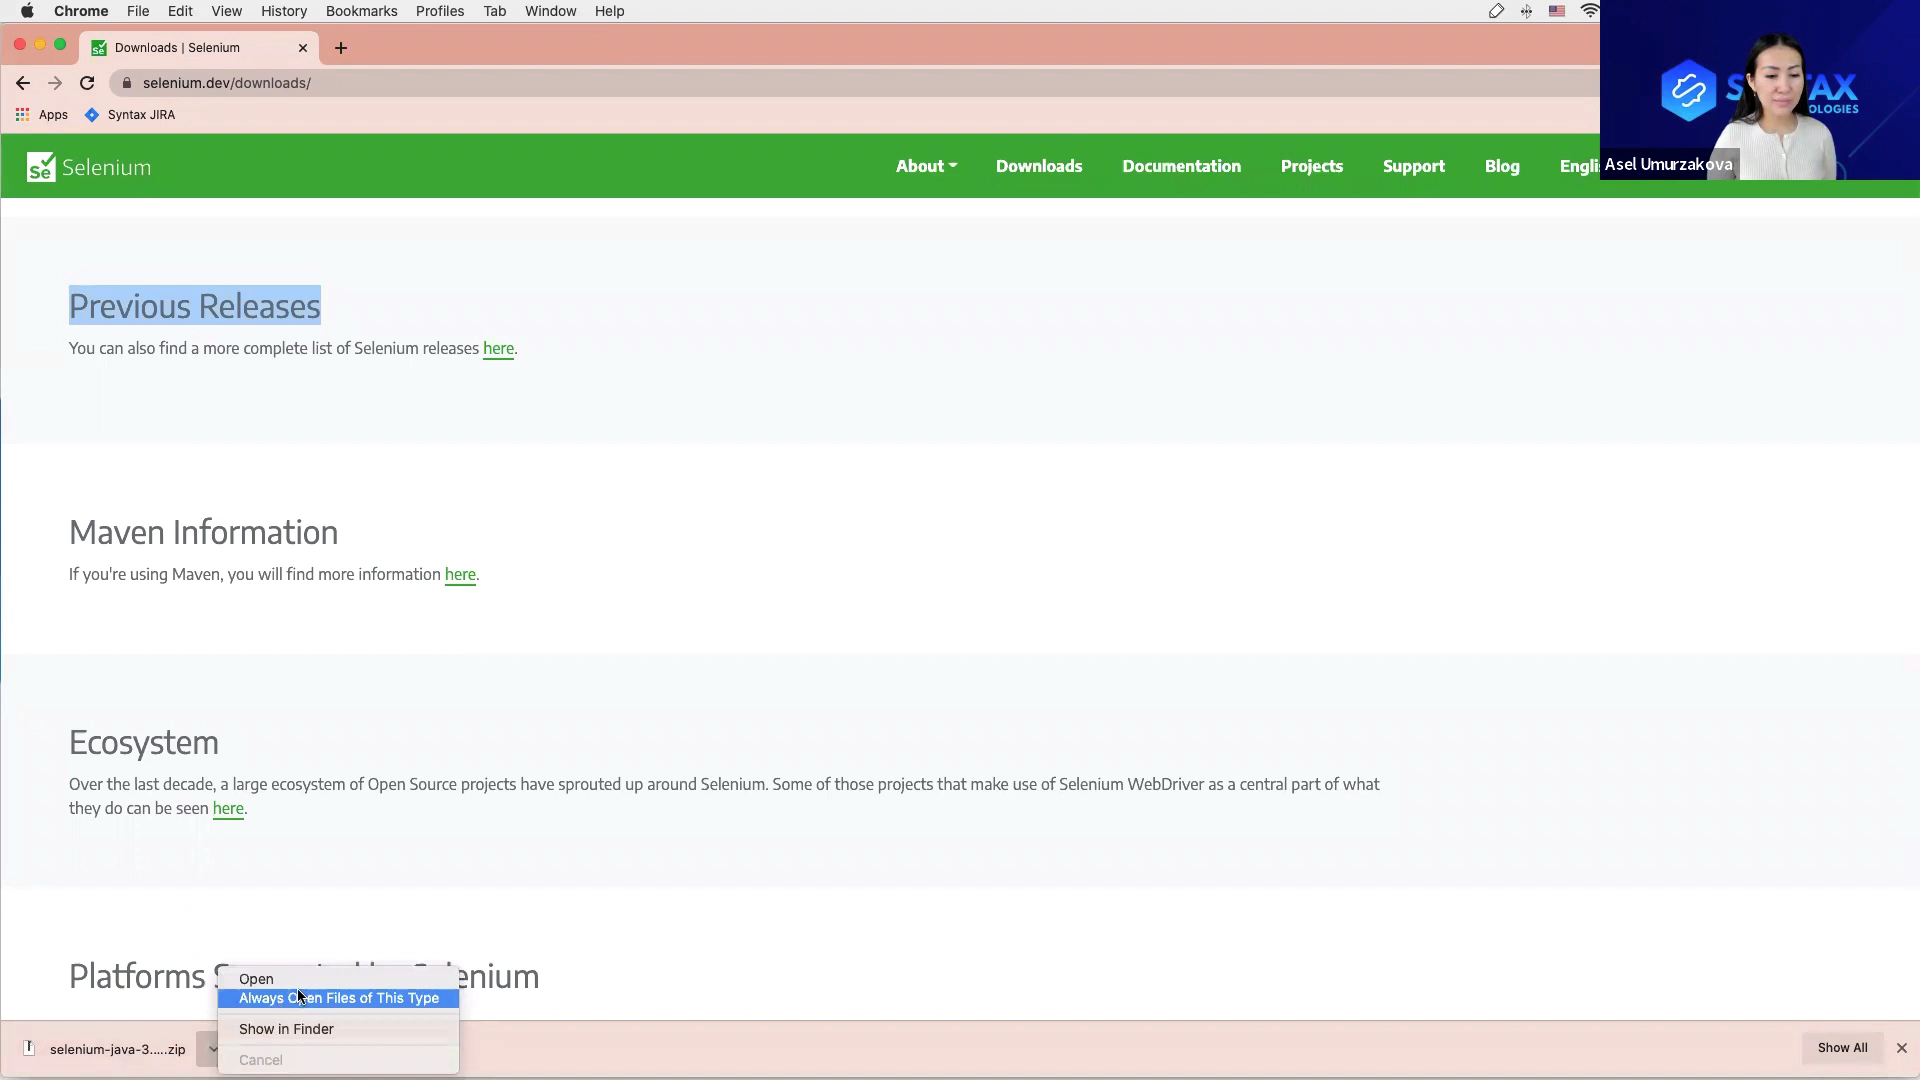 Chrome File Edit View History Bookmarks Profiles Tab Window Help
Downloads | Selenium
selenium.dev/downloads/
Apps Syntax JIRA
Se Selenium
About Downloads Documentation Projects Support Blog
AX
OLOGIES
Asel Umurzakova
Previous Releases
You can also find a more complete list of Selenium releases here.
Maven Information
If you're using Maven, you will find more information here.
Ecosystem
Over the last decade, a large ecosystem of Open Source projects have sprouted up around Selenium. Some of those projects that make use of Selenium WebDriver as a central part of what
they do can be seen here.
Platforms
Open
Always Open Files of This Type
Show in Finder
Cancel
selenium-java-3.....zip
Show All